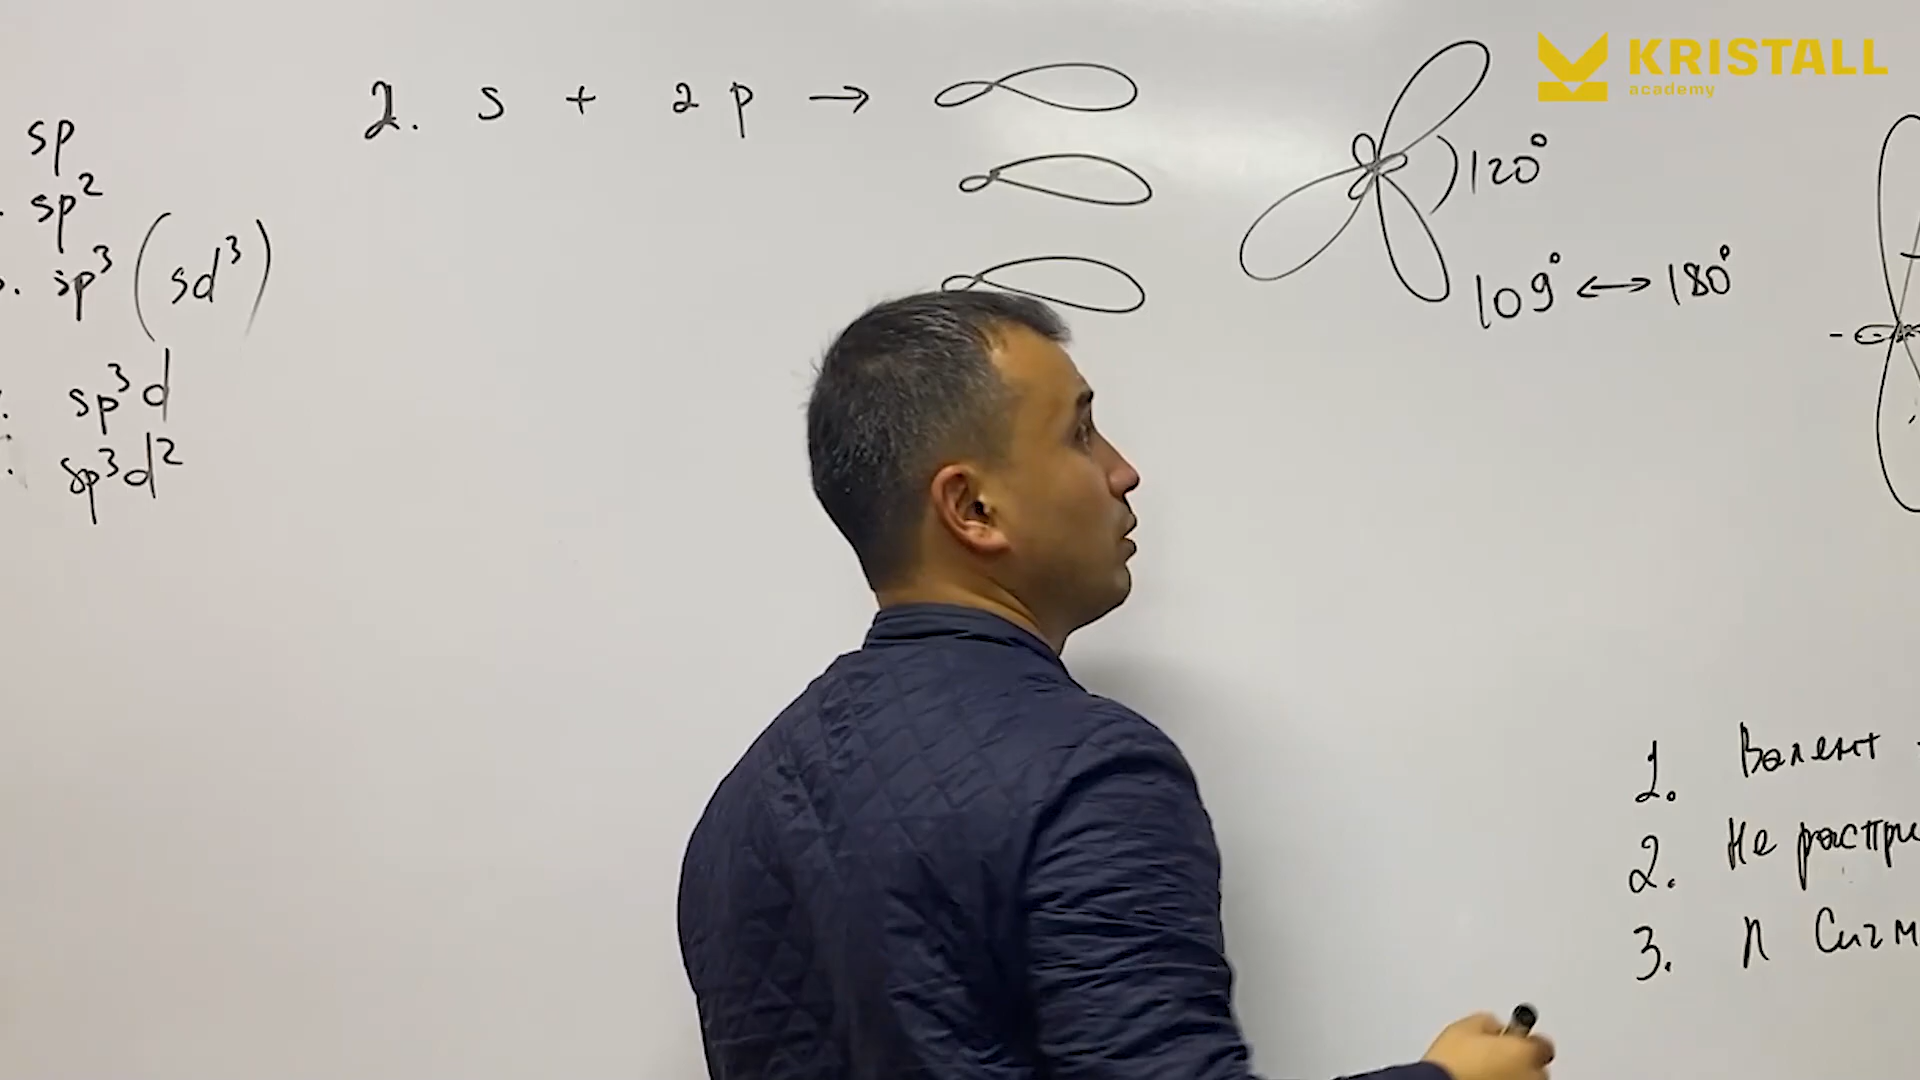 KRISTALL
academy
sp
sp²
sp³ (sd³)
sp³d
sp³d²
2. s + 2p →
120°
109° ↔ 180°
1. Валент
2. Не распри
3. П Сигм